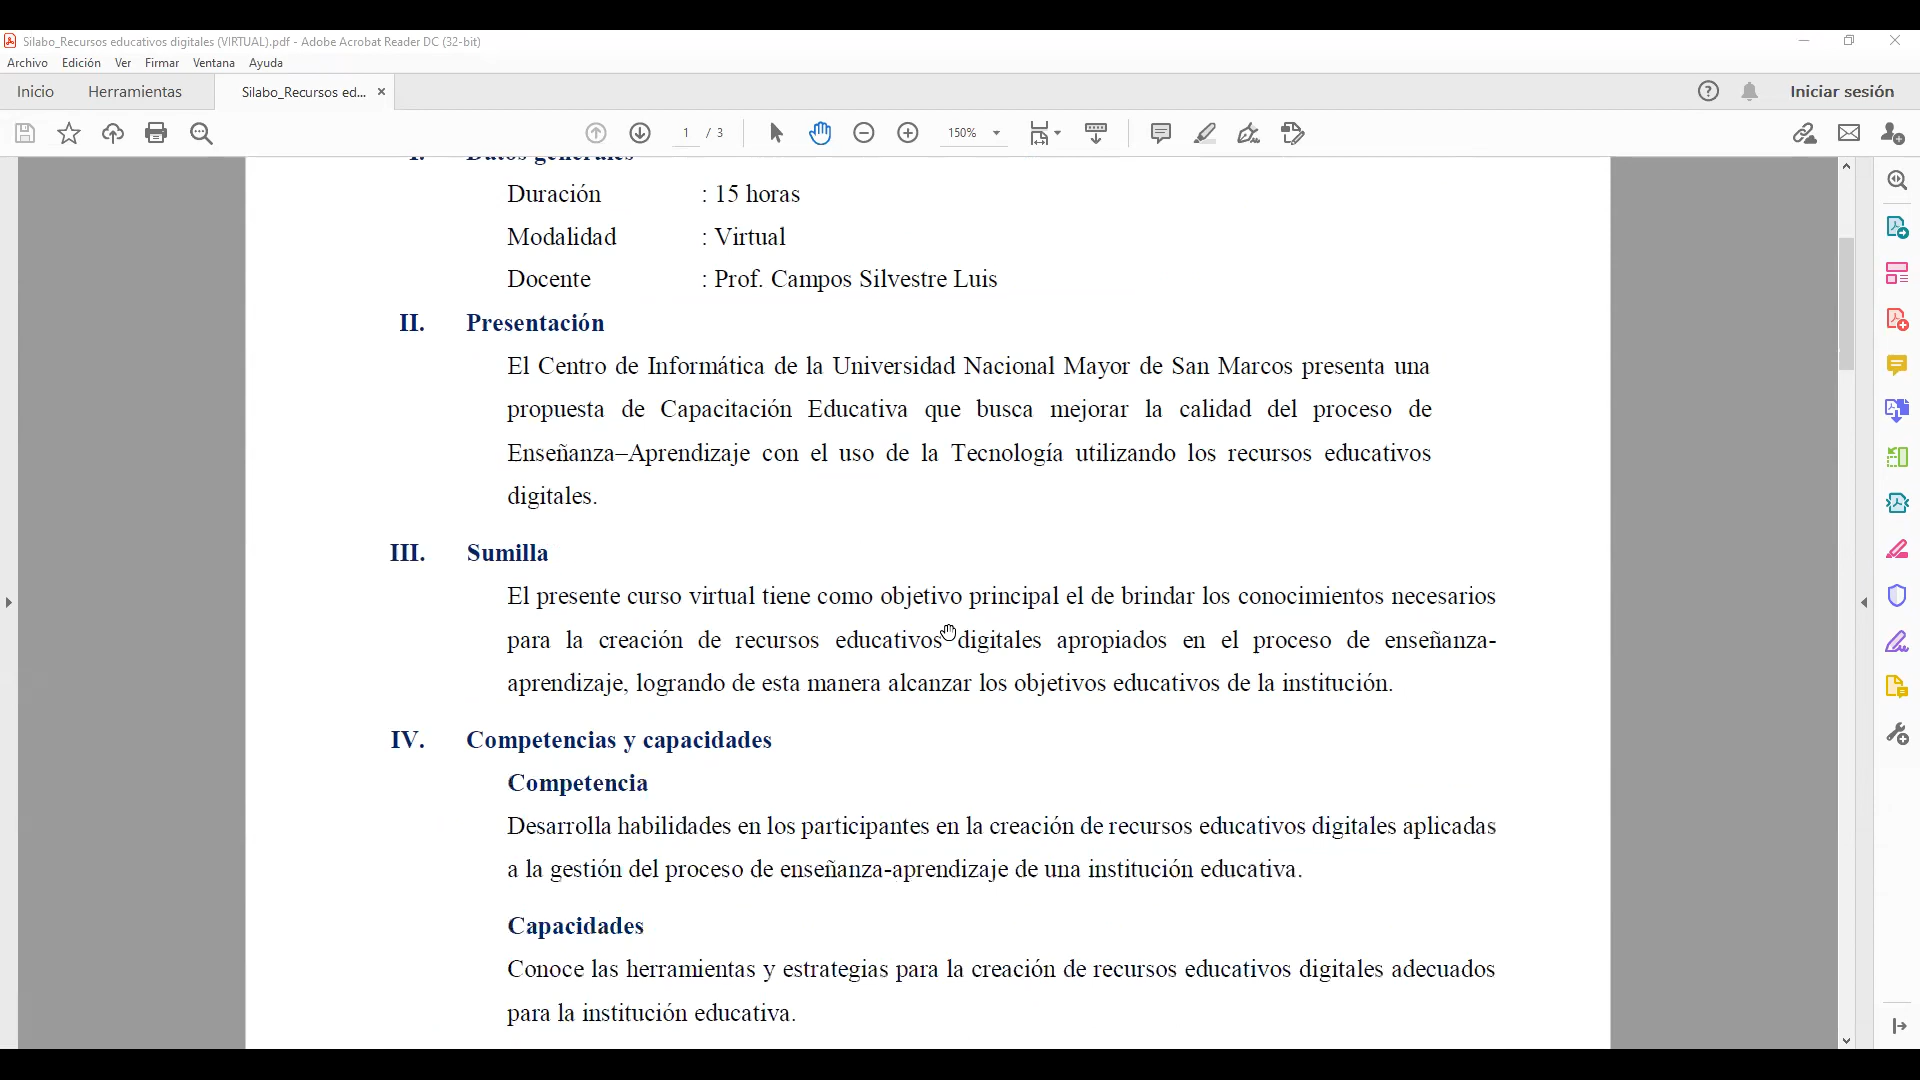 Silabo_Recursos educativos digitales (VIRTUAL).pdf - Adobe Acrobat Reader DC (32-bit)
Archivo Edición Ver Firmar Ventana Ayuda
Inicio Herramientas Silabo_Recursos ed... Iniciar sesión
1 / 3 150%
I. Datos generales
Duración : 15 horas
Modalidad : Virtual
Docente : Prof. Campos Silvestre Luis
II. Presentación
El Centro de Informática de la Universidad Nacional Mayor de San Marcos presenta una
propuesta de Capacitación Educativa que busca mejorar la calidad del proceso de
Enseñanza–Aprendizaje con el uso de la Tecnología utilizando los recursos educativos
digitales.
III. Sumilla
El presente curso virtual tiene como objetivo principal el de brindar los conocimientos necesarios
para la creación de recursos educativos digitales apropiados en el proceso de enseñanza-
aprendizaje, logrando de esta manera alcanzar los objetivos educativos de la institución.
IV. Competencias y capacidades
Competencia
Desarrolla habilidades en los participantes en la creación de recursos educativos digitales aplicadas
a la gestión del proceso de enseñanza-aprendizaje de una institución educativa.
Capacidades
Conoce las herramientas y estrategias para la creación de recursos educativos digitales adecuados
para la institución educativa.